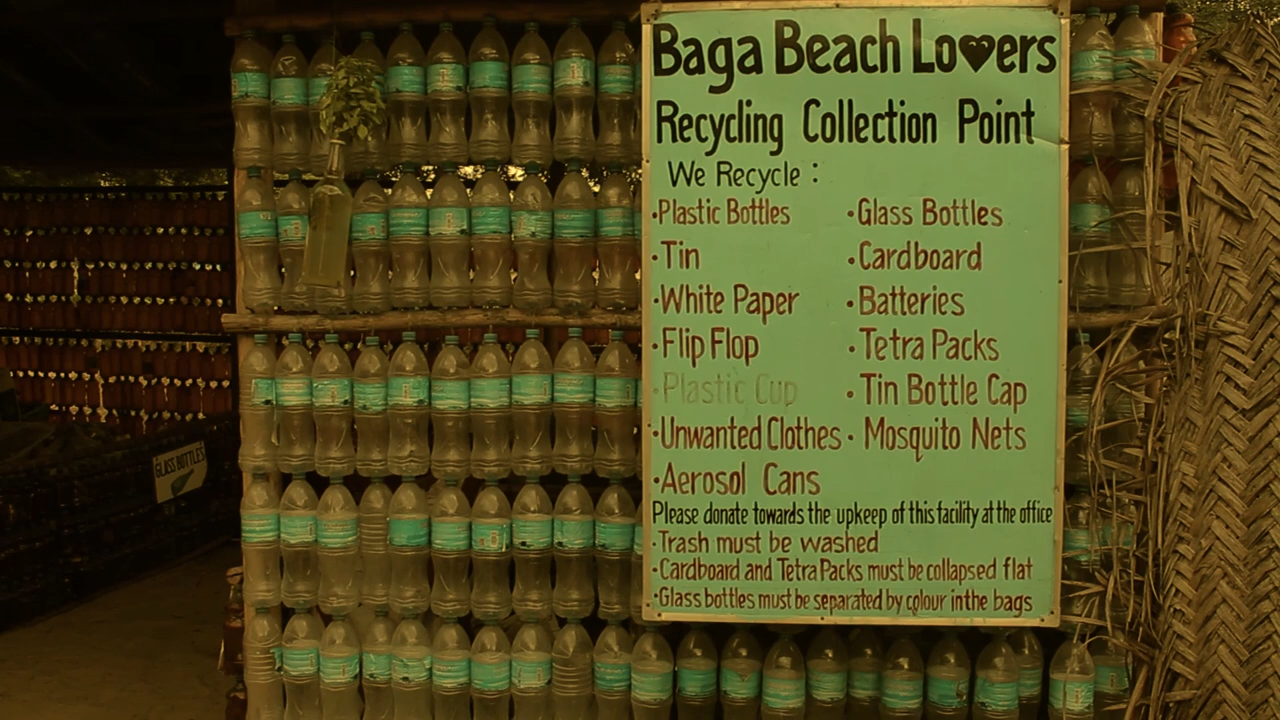 Baga Beach Lovers
Recycling Collection Point
We Recycle :
·Plastic Bottles
·Glass Bottles
·Tin
·Cardboard
·White Paper
·Batteries
·Flip Flop
·Tetra Packs
·Plastic Cup
·Tin Bottle Cap
·Unwanted Clothes
·Mosquito Nets
·Aerosol Cans
Please donate towards the upkeep of this facility at the office
·Trash must be washed
·Cardboard and Tetra Packs must be collapsed flat
·Glass bottles must be separated by colour in the bags
GLASS BOTTLES